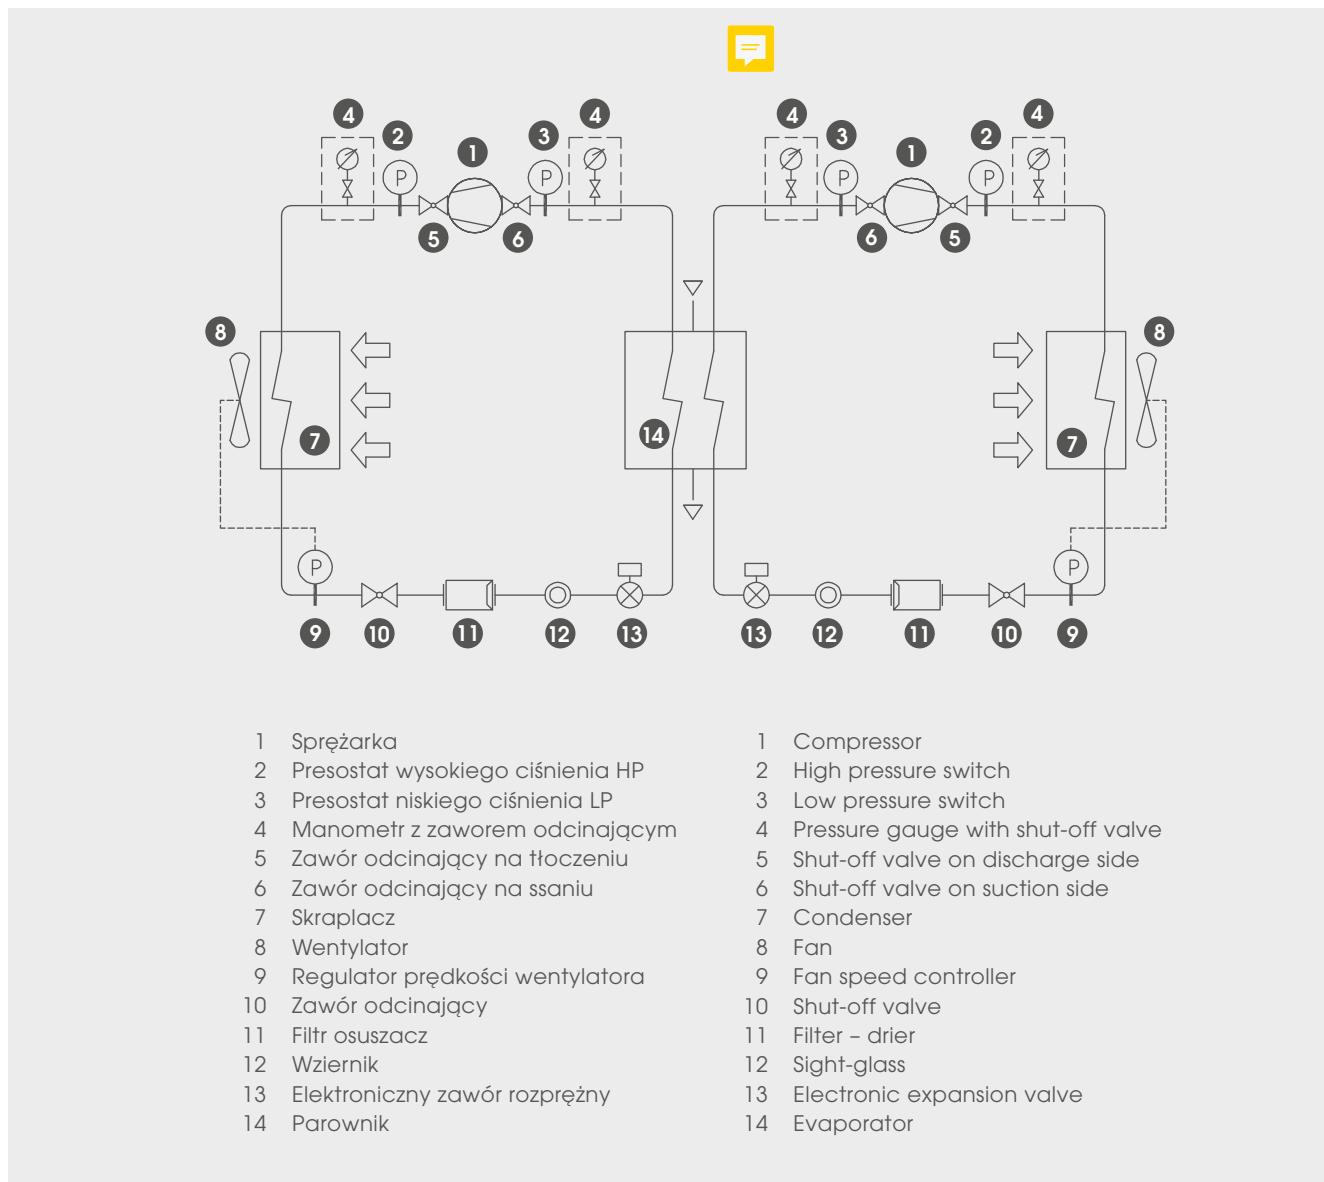 4 4 4 4
2 3 3 2
1 1
P P P P
5 6 6 5
8 8
7 14 7
P P
9 10 11 12 13 13 12 11 10 9
1 Sprężarka
2 Presostat wysokiego ciśnienia HP
3 Presostat niskiego ciśnienia LP
4 Manometr z zaworem odcinającym
5 Zawór odcinający na tłoczeniu
6 Zawór odcinający na ssaniu
7 Skraplacz
8 Wentylator
9 Regulator prędkości wentylatora
10 Zawór odcinający
11 Filtr osuszacz
12 Wziernik
13 Elektroniczny zawór rozprężny
14 Parownik
1 Compressor
2 High pressure switch
3 Low pressure switch
4 Pressure gauge with shut-off valve
5 Shut-off valve on discharge side
6 Shut-off valve on suction side
7 Condenser
8 Fan
9 Fan speed controller
10 Shut-off valve
11 Filter – drier
12 Sight-glass
13 Electronic expansion valve
14 Evaporator